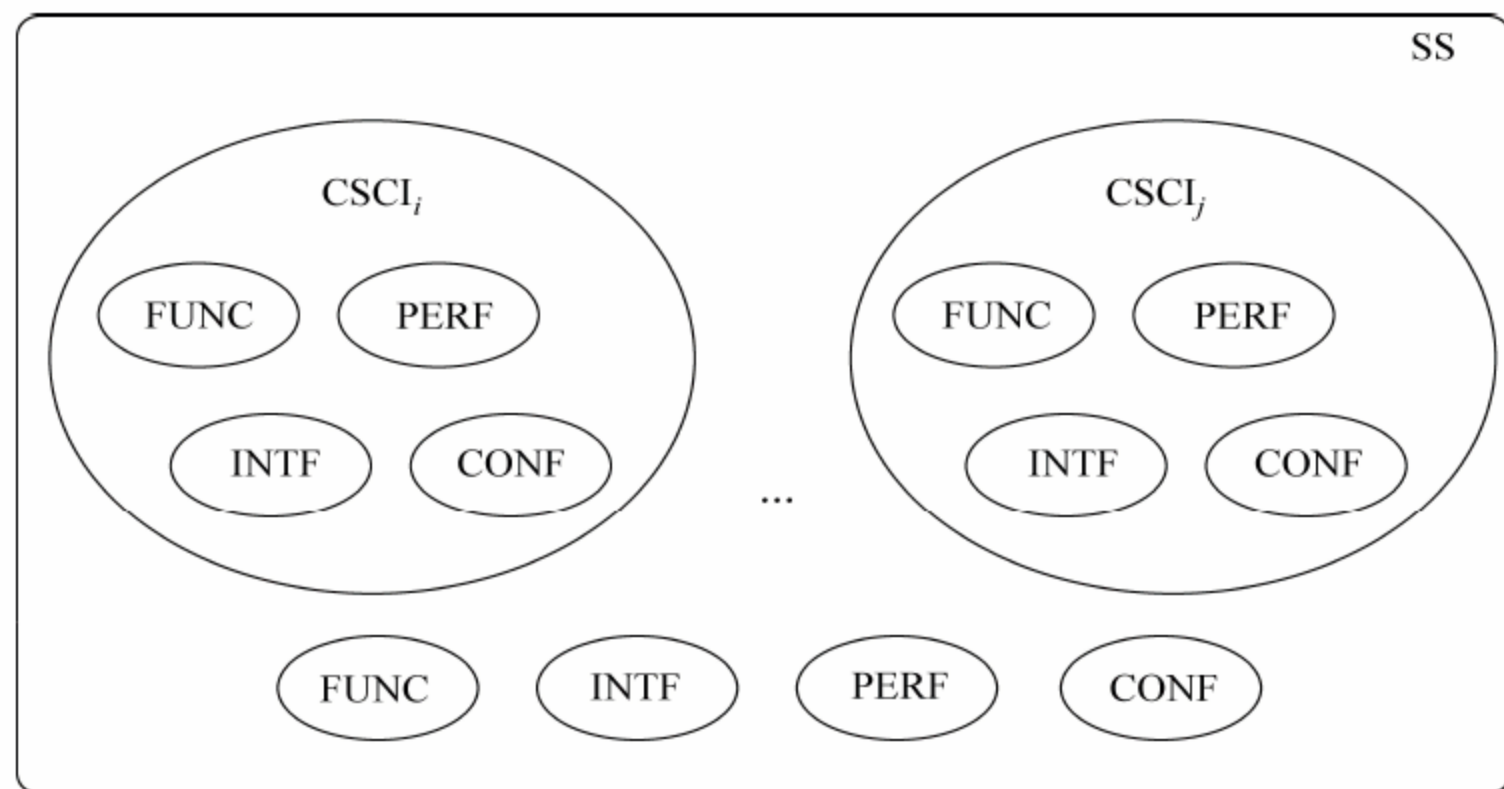 SS
CSCIi CSCIj
FUNC PERF FUNC PERF
INTF CONF INTF CONF
...
FUNC INTF PERF CONF